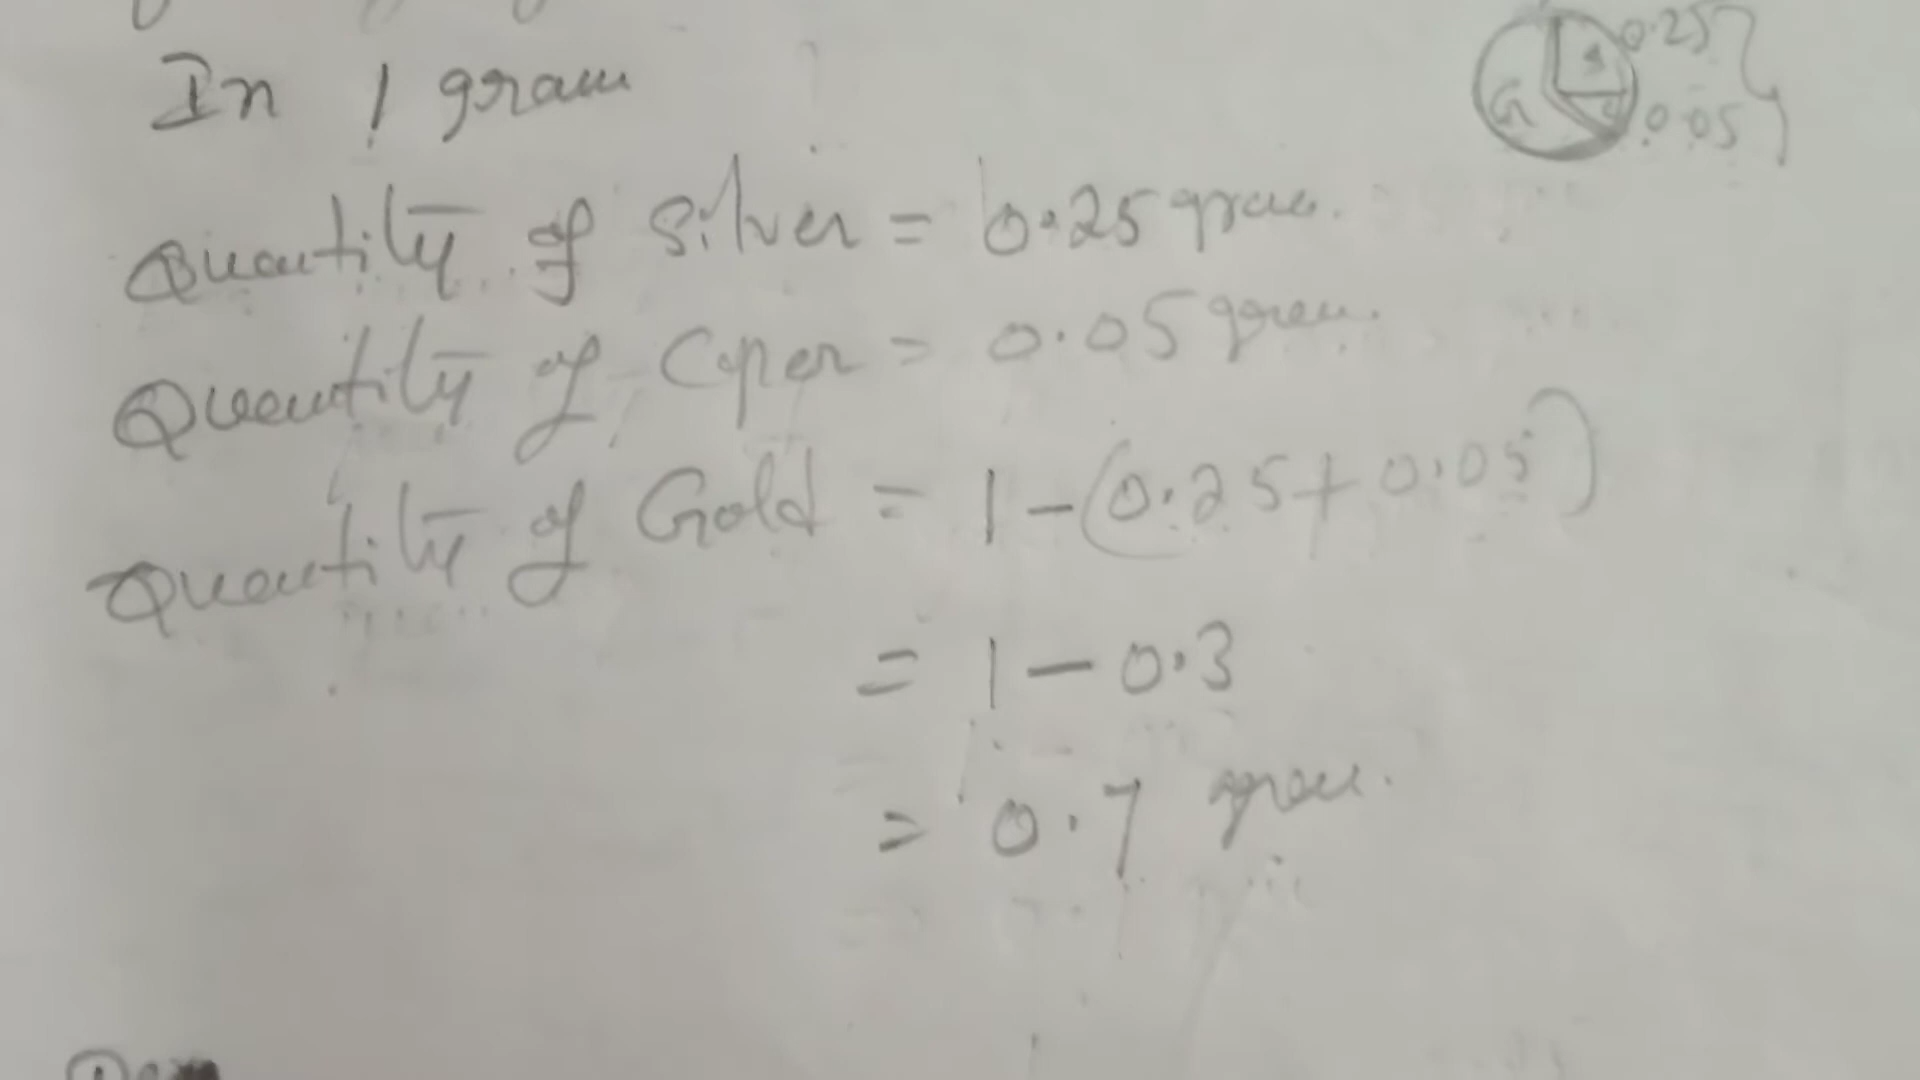 In 1 gram
0.25
S
G
C
0.05
Quantity of Silver = 0.25 gram.
Quantity of Cper = 0.05 gram.
Quantity of Gold = 1 - (0.25 + 0.05)
= 1 - 0.3
= 0.7 gram.